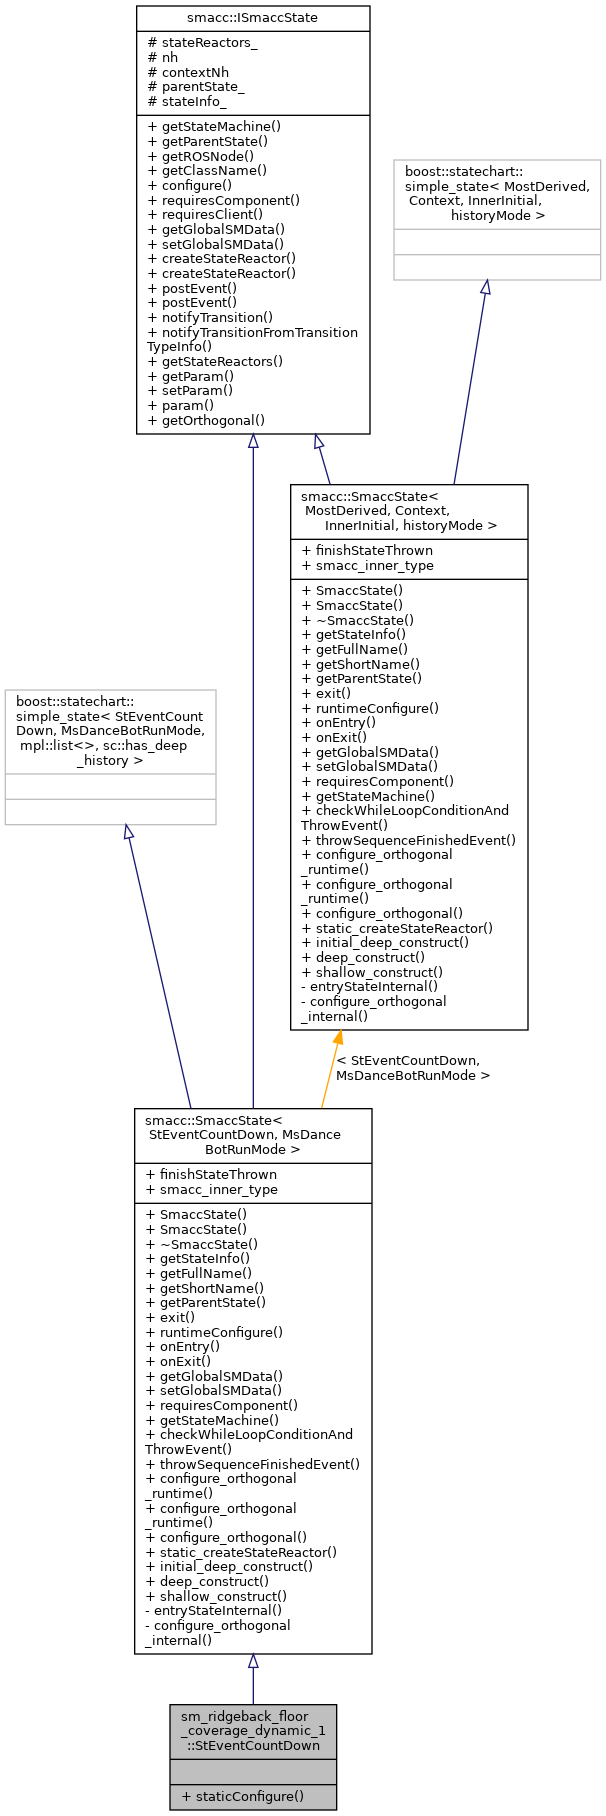 smacc::ISmaccState
# stateReactors_
# nh
# contextNh
# parentState_
# stateInfo_
+ getStateMachine()
+ getParentState()
+ getROSNode()
+ getClassName()
+ configure()
+ requiresComponent()
+ requiresClient()
+ getGlobalSMData()
+ setGlobalSMData()
+ createStateReactor()
+ createStateReactor()
+ postEvent()
+ postEvent()
+ notifyTransition()
+ notifyTransitionFromTransition
TypeInfo()
+ getStateReactors()
+ getParam()
+ setParam()
+ param()
+ getOrthogonal()
boost::statechart::
simple_state< MostDerived,
Context, InnerInitial,
historyMode >
smacc::SmaccState<
MostDerived, Context,
InnerInitial, historyMode >
+ finishStateThrown
+ smacc_inner_type
+ SmaccState()
+ SmaccState()
+ ~SmaccState()
+ getStateInfo()
+ getFullName()
+ getShortName()
+ getParentState()
+ exit()
+ runtimeConfigure()
+ onEntry()
+ onExit()
+ getGlobalSMData()
+ setGlobalSMData()
+ requiresComponent()
+ getStateMachine()
+ checkWhileLoopConditionAnd
ThrowEvent()
+ throwSequenceFinishedEvent()
+ configure_orthogonal
_runtime()
+ configure_orthogonal
_runtime()
+ configure_orthogonal()
+ static_createStateReactor()
+ initial_deep_construct()
+ deep_construct()
+ shallow_construct()
- entryStateInternal()
- configure_orthogonal
_internal()
boost::statechart::
simple_state< StEventCount
Down, MsDanceBotRunMode,
mpl::list<>, sc::has_deep
_history >
< StEventCountDown,
MsDanceBotRunMode >
smacc::SmaccState<
StEventCountDown, MsDance
BotRunMode >
+ finishStateThrown
+ smacc_inner_type
+ SmaccState()
+ SmaccState()
+ ~SmaccState()
+ getStateInfo()
+ getFullName()
+ getShortName()
+ getParentState()
+ exit()
+ runtimeConfigure()
+ onEntry()
+ onExit()
+ getGlobalSMData()
+ setGlobalSMData()
+ requiresComponent()
+ getStateMachine()
+ checkWhileLoopConditionAnd
ThrowEvent()
+ throwSequenceFinishedEvent()
+ configure_orthogonal
_runtime()
+ configure_orthogonal
_runtime()
+ configure_orthogonal()
+ static_createStateReactor()
+ initial_deep_construct()
+ deep_construct()
+ shallow_construct()
- entryStateInternal()
- configure_orthogonal
_internal()
sm_ridgeback_floor
_coverage_dynamic_1
::StEventCountDown
+ staticConfigure()